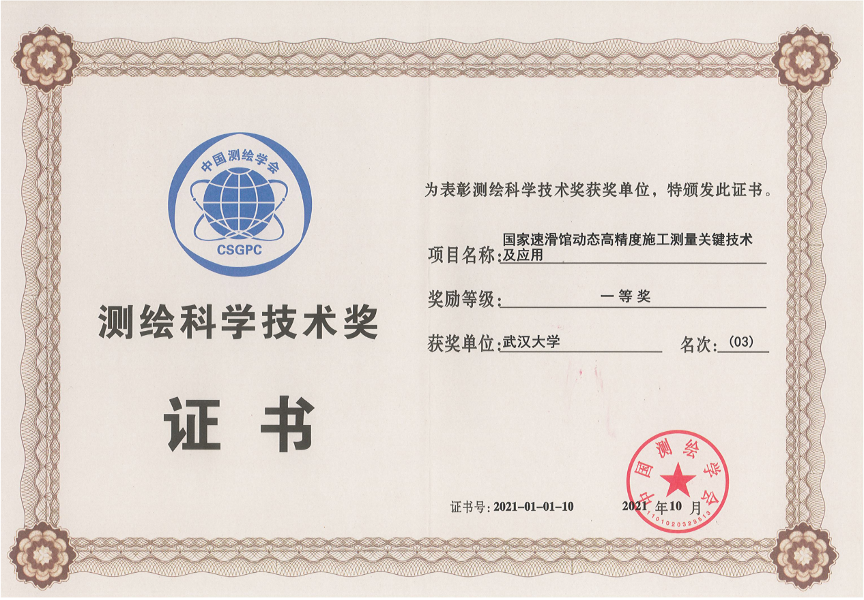 中国测绘学会
CSGPC
测绘科学技术奖
证书
为表彰测绘科学技术奖获奖单位，特颁发此证书。
项目名称:国家速滑馆动态高精度施工测量关键技术
及应用
奖励等级:一等奖
获奖单位:武汉大学 名次:(03)
证书号:2021-01-01-10
2021年10月
中国测绘学会